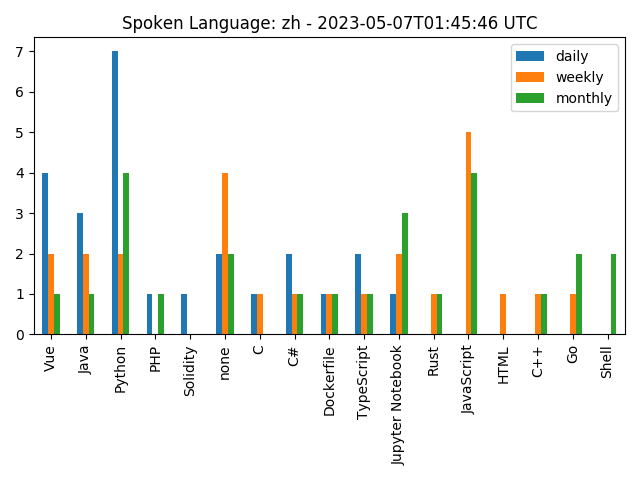 Spoken Language: zh - 2023-05-07T01:45:46 UTC
daily
weekly
monthly
7
6
5
4
3
2
1
0
Vue
Java
Python
PHP
Solidity
none
C
C#
Dockerfile
TypeScript
Jupyter Notebook
Rust
JavaScript
HTML
C++
Go
Shell